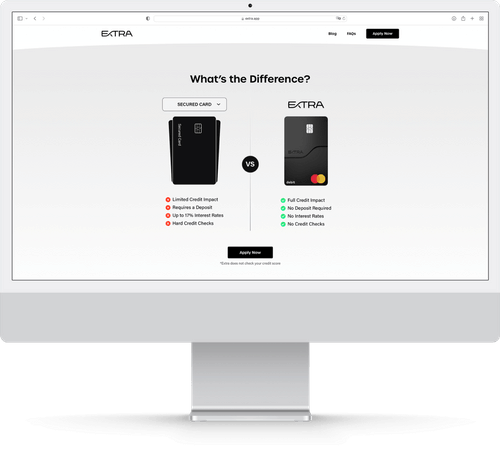 extra.app
EXTRA
Blog
FAQs
Apply Now
What's the Difference?
SECURED CARD
EXTRA
Secured Card
EXTRA
Debit
VS
Limited Credit Impact
Requires a Deposit
Up to 17% Interest Rates
Hard Credit Checks
Full Credit Impact
No Deposit Required
No Interest Rates
No Credit Checks
Apply Now
*Extra does not check your credit score